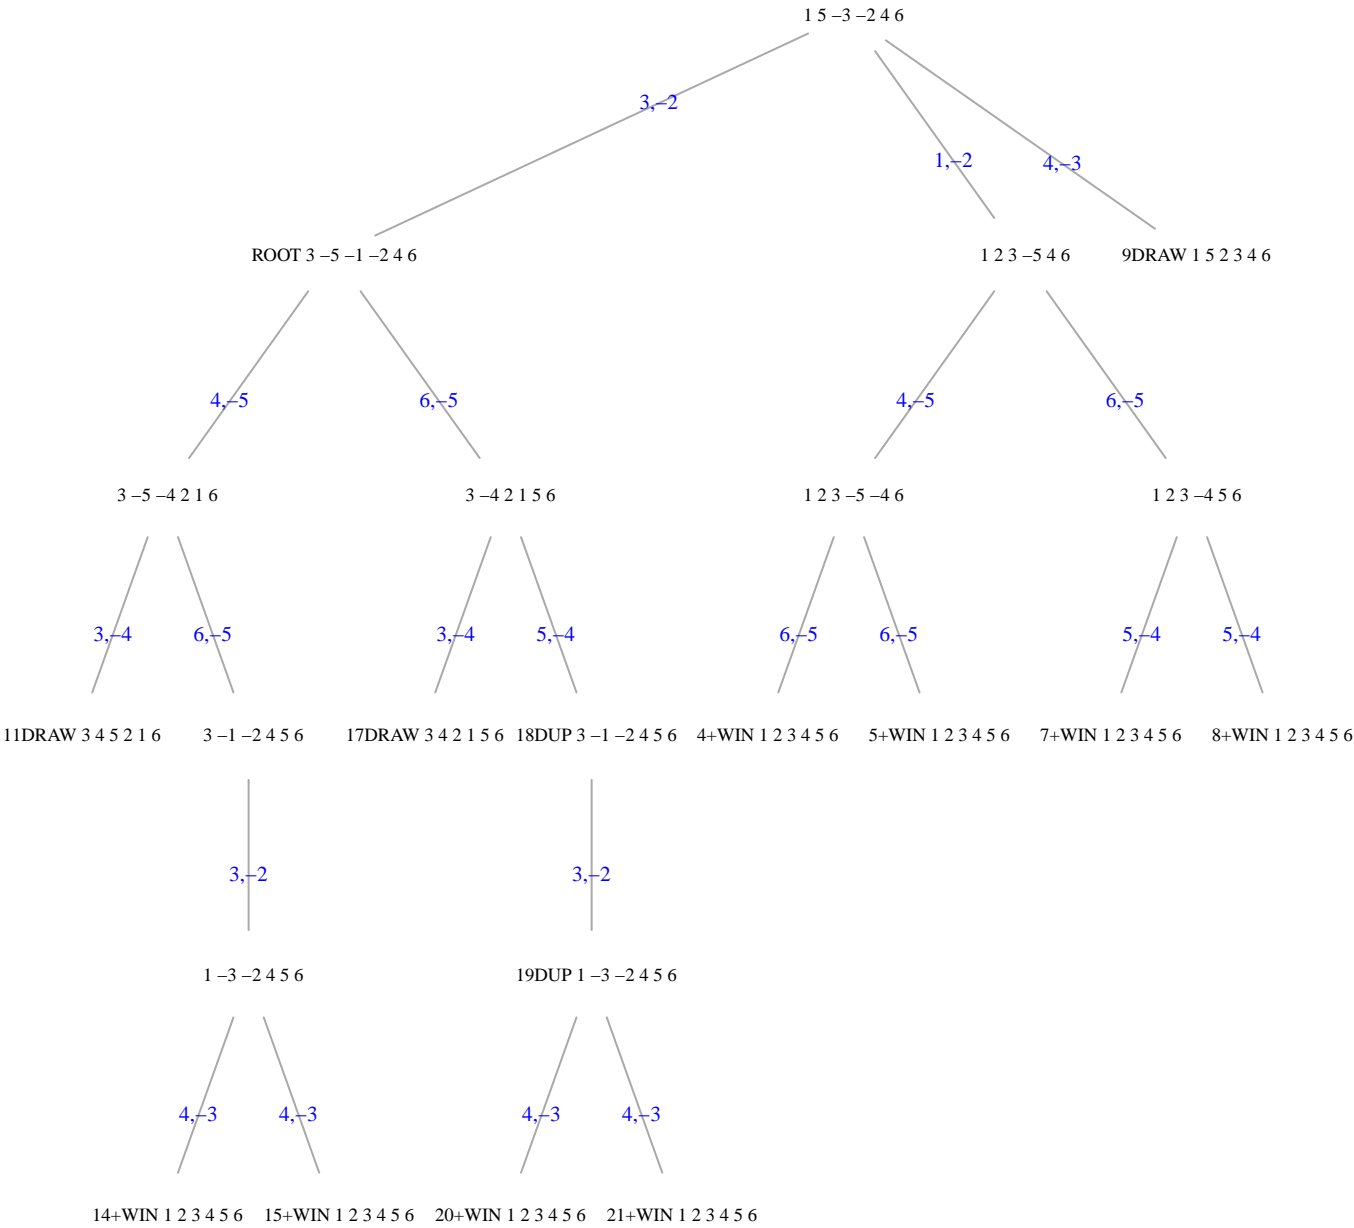 1 5 –3 –2 4 6
3,–2
1,–2
4,–3
ROOT 3 –5 –1 –2 4 6
1 2 3 –5 4 6
9DRAW 1 5 2 3 4 6
4,–5
6,–5
4,–5
6,–5
3 –5 –4 2 1 6
3 –4 2 1 5 6
1 2 3 –5 –4 6
1 2 3 –4 5 6
3,–4
6,–5
3,–4
5,–4
6,–5
6,–5
5,–4
5,–4
11DRAW 3 4 5 2 1 6
3 –1 –2 4 5 6
17DRAW 3 4 2 1 5 6
18DUP 3 –1 –2 4 5 6
4+WIN 1 2 3 4 5 6
5+WIN 1 2 3 4 5 6
7+WIN 1 2 3 4 5 6
8+WIN 1 2 3 4 5 6
3,–2
3,–2
1 –3 –2 4 5 6
19DUP 1 –3 –2 4 5 6
4,–3
4,–3
4,–3
4,–3
14+WIN 1 2 3 4 5 6
15+WIN 1 2 3 4 5 6
20+WIN 1 2 3 4 5 6
21+WIN 1 2 3 4 5 6